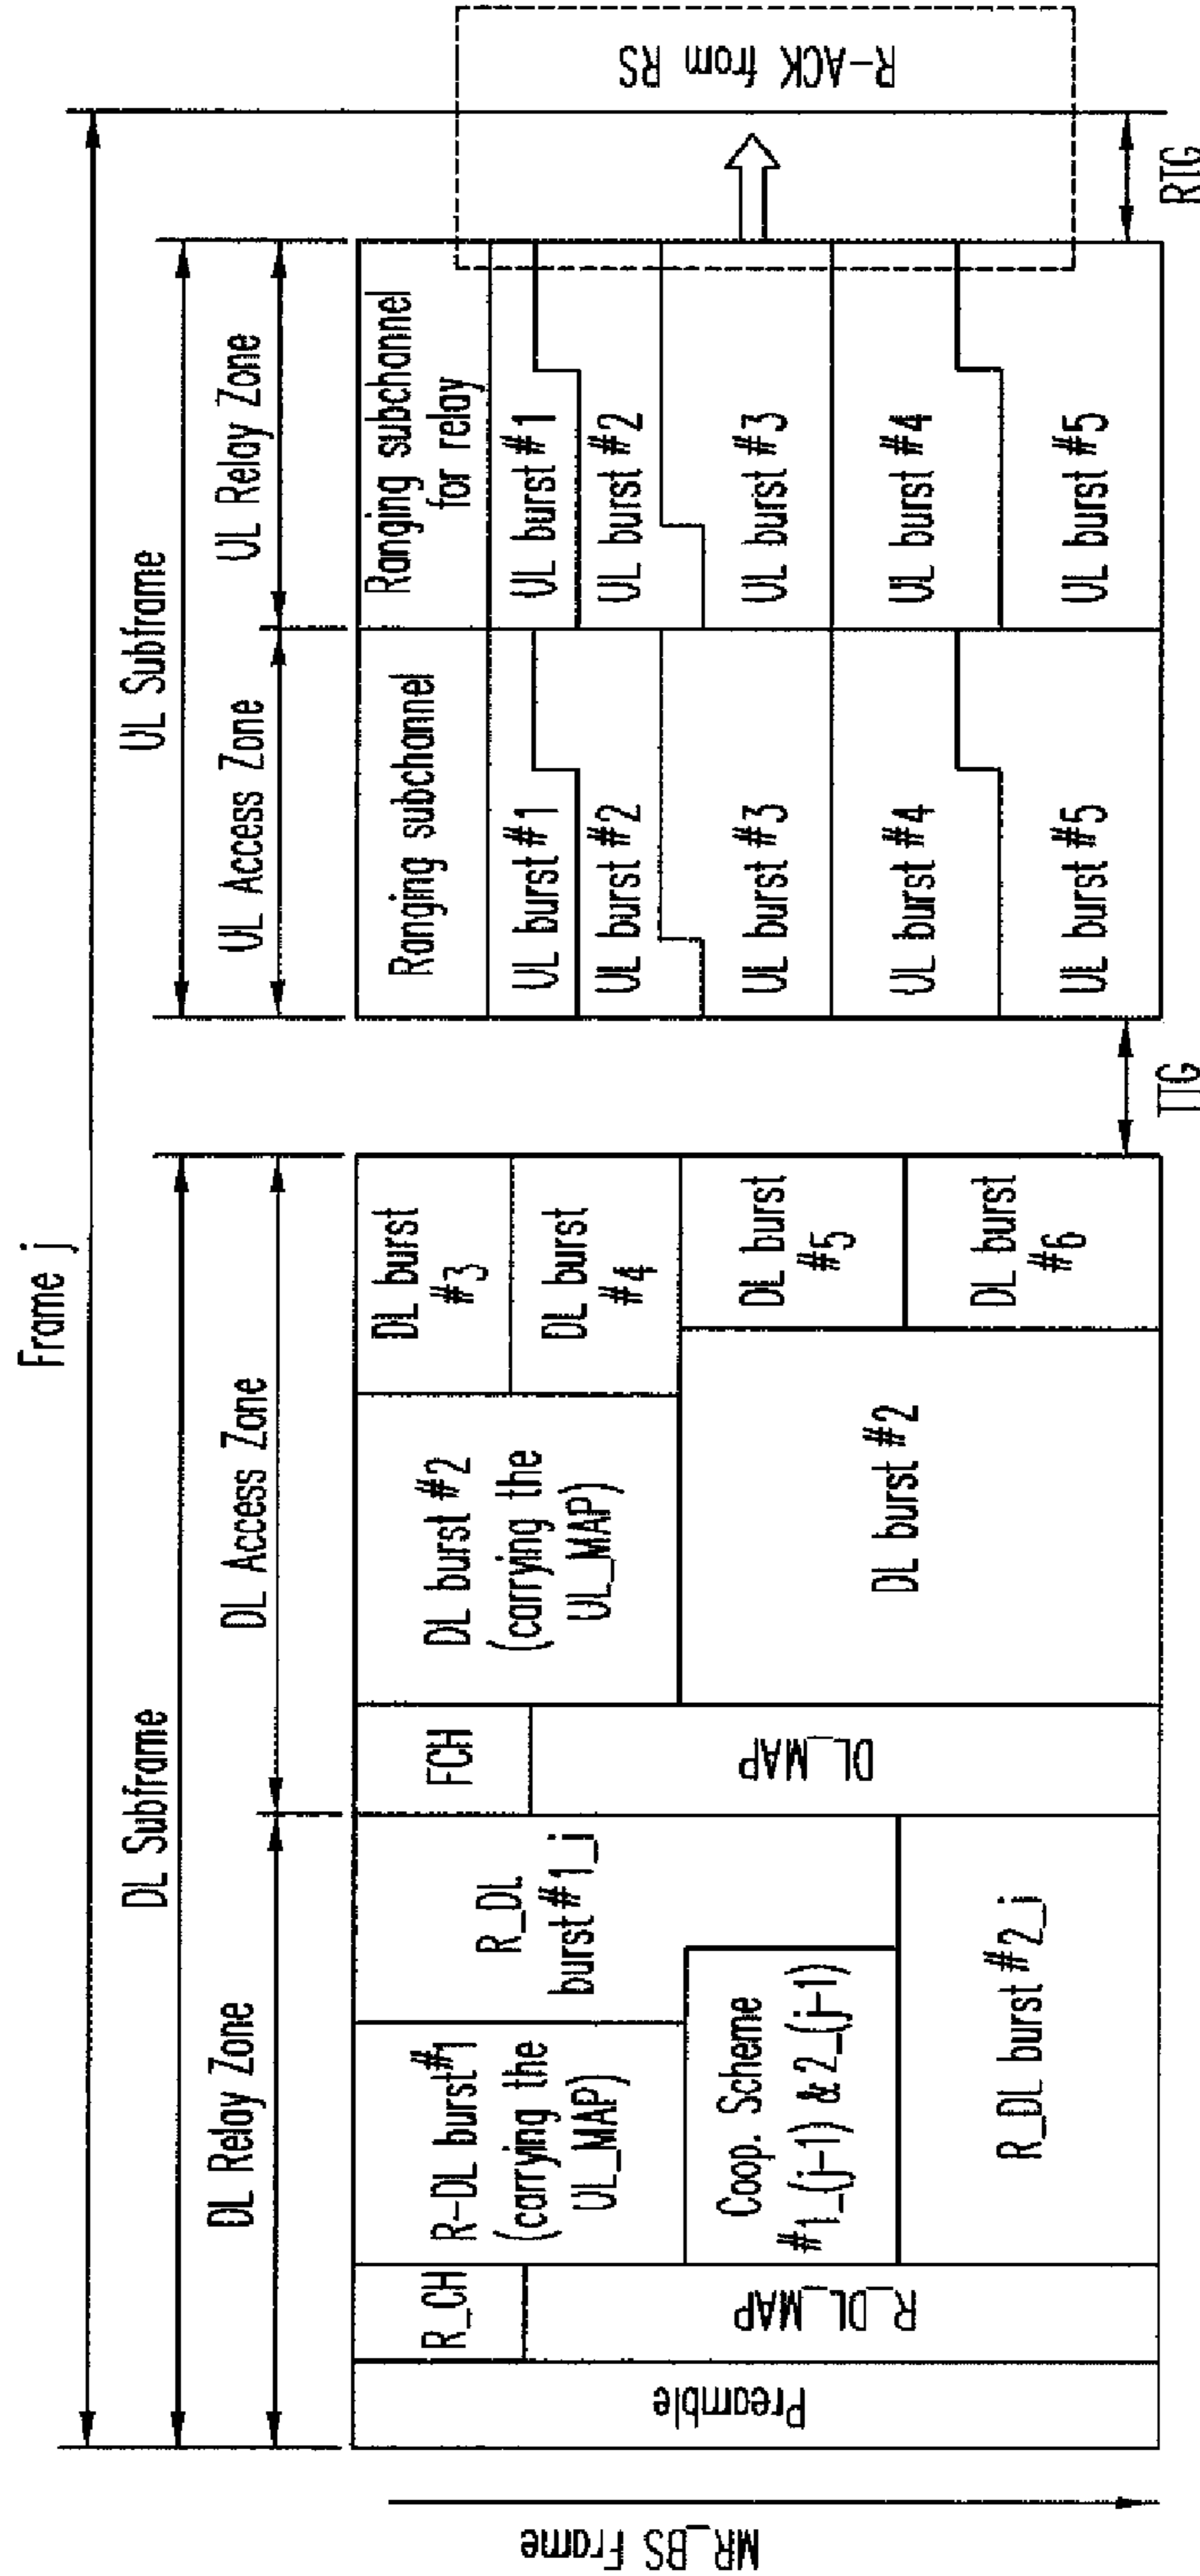 Frame j
DL Subframe
UL Subframe
DL Relay Zone
DL Access Zone
UL Access Zone
UL Relay Zone
MR_BS Frame
Preamble
R_CH
R_DL_MAP
R-DL burst#1
(carrying the
UL_MAP)
R_DL
burst#1_j
Coop. Scheme
#1_(j-1) & 2_(j-1)
R_DL burst #2_j
FCH
DL_MAP
DL burst #2
(carrying the
UL_MAP)
DL burst
#3
DL burst
#4
DL burst #2
DL burst
#5
DL burst
#6
TTG
Ranging subchannel
UL burst #1
UL burst #2
UL burst #3
UL burst #4
UL burst #5
Ranging subchannel
for relay
UL burst #1
UL burst #2
UL burst #3
UL burst #4
UL burst #5
R-ACK from RS
RTG